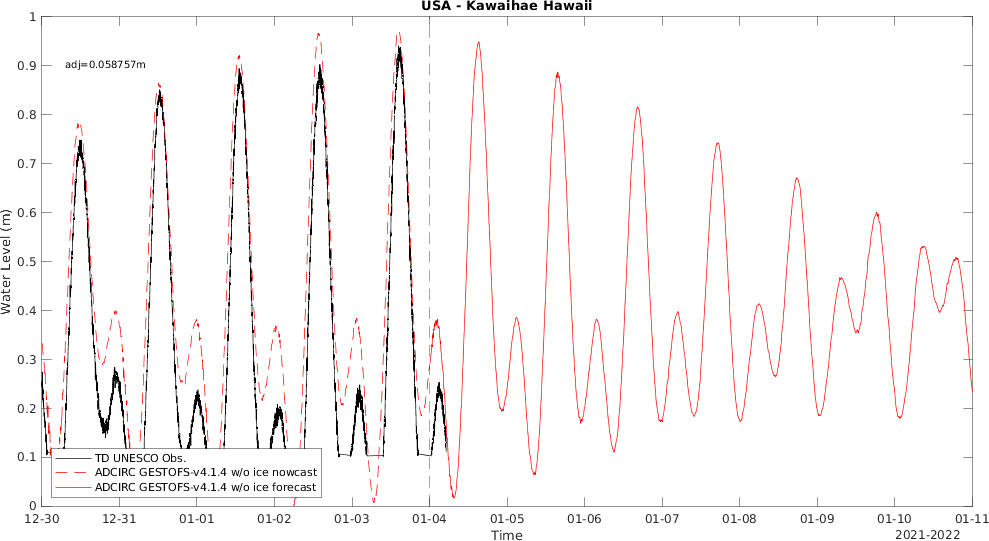 USA - Kawaihae Hawaii
adj=0.058757m
Water Level (m)
1
0.9
0.8
0.7
0.6
0.5
0.4
0.3
0.2
0.1
0
TD UNESCO Obs.
ADCIRC GESTOFS-v4.1.4 w/o ice nowcast
ADCIRC GESTOFS-v4.1.4 w/o ice forecast
12-30 12-31 01-01 01-02 01-03 01-04 01-05 01-06 01-07 01-08 01-09 01-10 01-11
Time
2021-2022